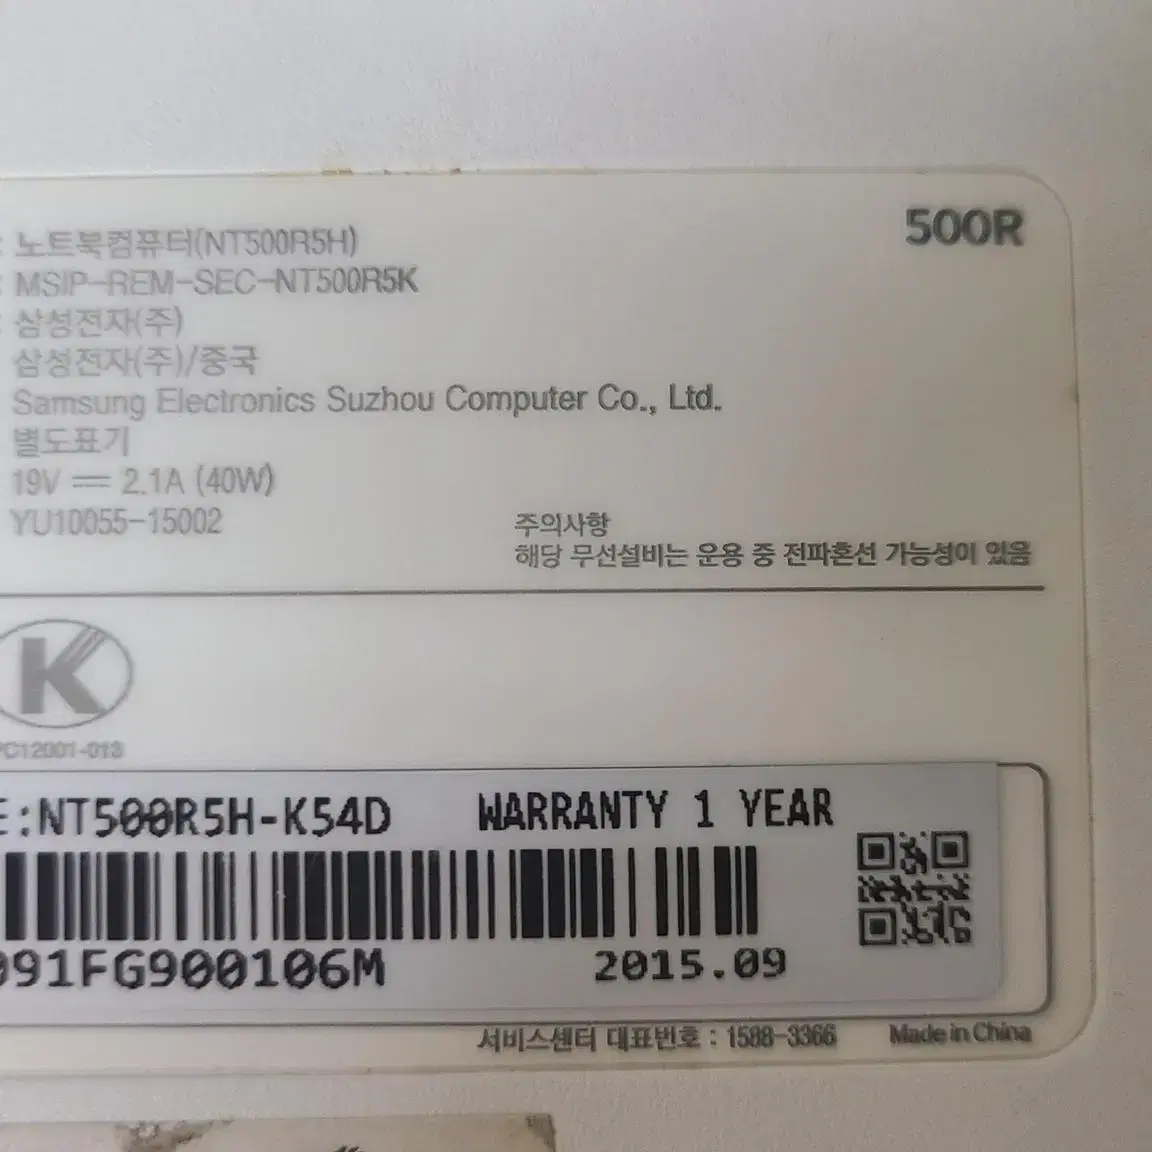 500R
: 노트북컴퓨터(NT500R5H)
: MSIP-REM-SEC-NT500R5K
: 삼성전자(주)
삼성전자(주)/중국
Samsung Electronics Suzhou Computer Co., Ltd.
별도표기
19V ⎓ 2.1A (40W)
YU10055-15002
주의사항
해당 무선설비는 운용 중 전파혼선 가능성이 있음
K
PC12001-013
E:NT500R5H-K54D WARRANTY 1 YEAR
091FG900106M 2015.09
서비스센터 대표번호 : 1588-3366 Made in China